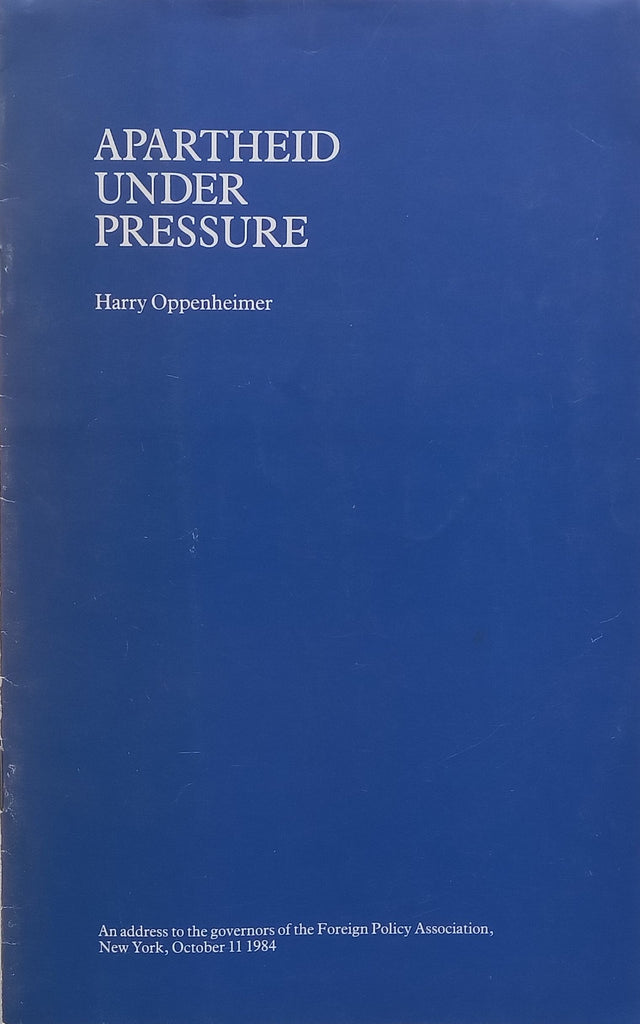 APARTHEID
UNDER
PRESSURE
Harry Oppenheimer
An address to the governors of the Foreign Policy Association,
New York, October 11 1984